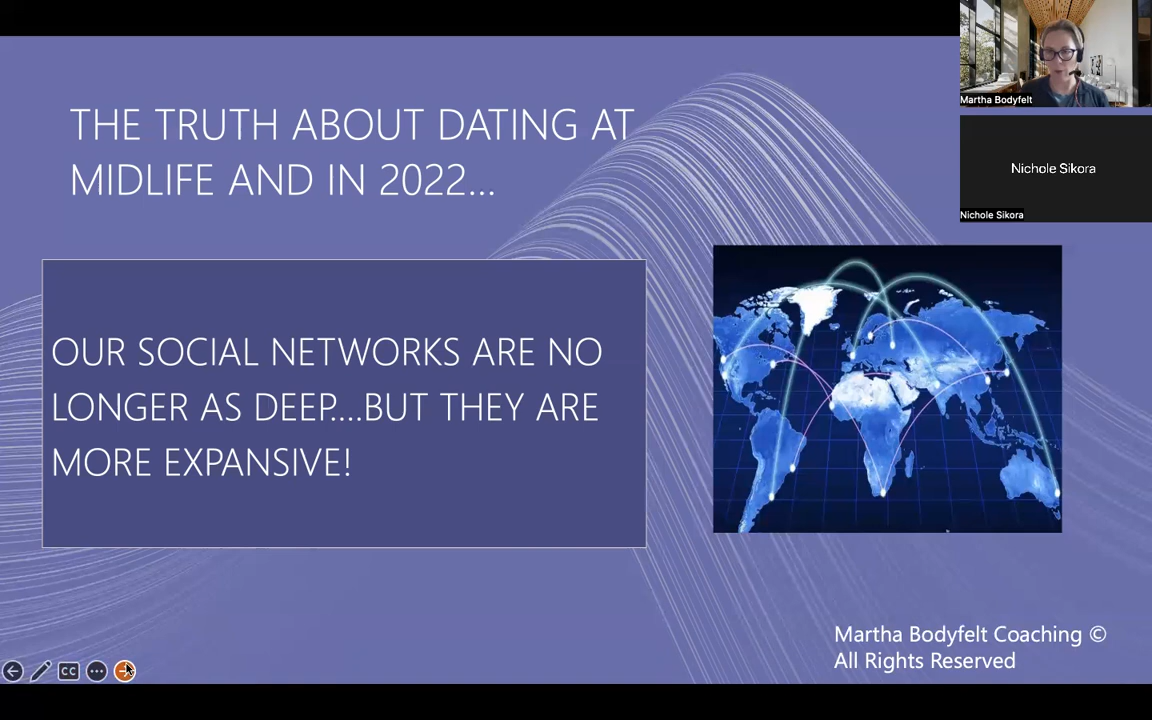 THE TRUTH ABOUT DATING AT
MIDLIFE AND IN 2022...
OUR SOCIAL NETWORKS ARE NO
LONGER AS DEEP....BUT THEY ARE
MORE EXPANSIVE!
Martha Bodyfelt
Nichole Sikora
Nichole Sikora
Martha Bodyfelt Coaching ©
All Rights Reserved
CC